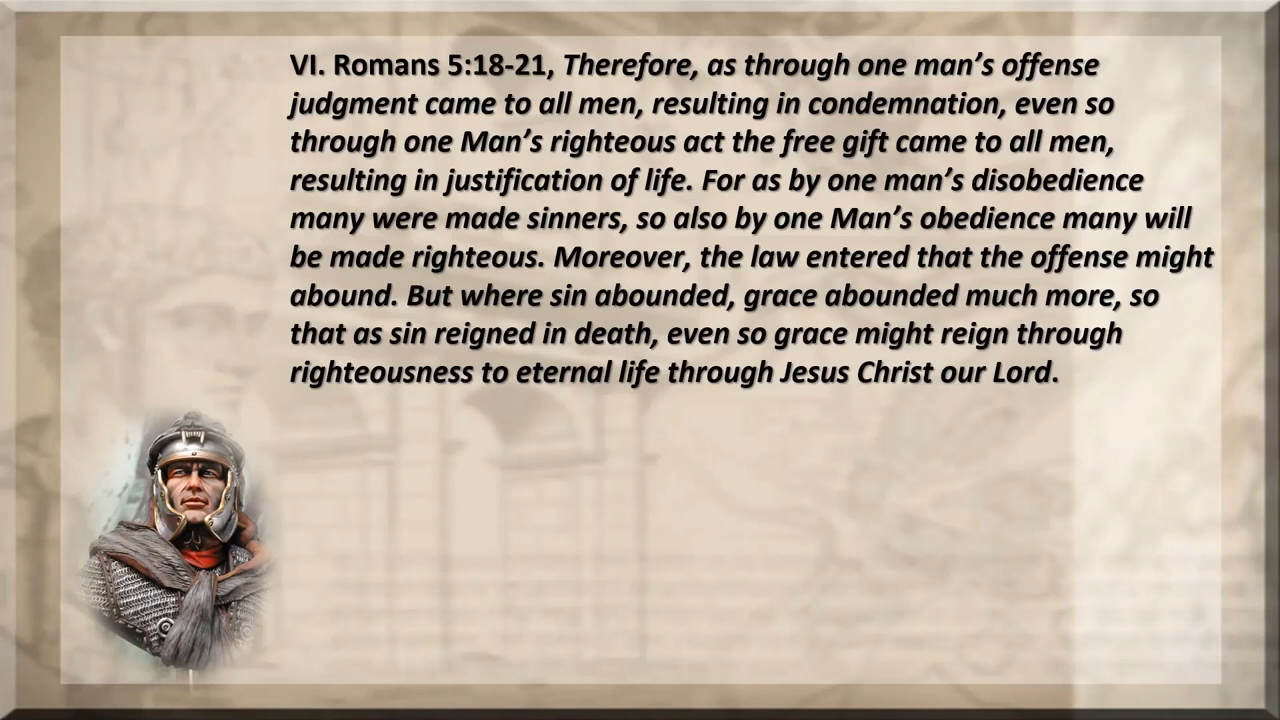 VI. Romans 5:18-21, Therefore, as through one man’s offense
judgment came to all men, resulting in condemnation, even so
through one Man’s righteous act the free gift came to all men,
resulting in justification of life. For as by one man’s disobedience
many were made sinners, so also by one Man’s obedience many will
be made righteous. Moreover, the law entered that the offense might
abound. But where sin abounded, grace abounded much more, so
that as sin reigned in death, even so grace might reign through
righteousness to eternal life through Jesus Christ our Lord.